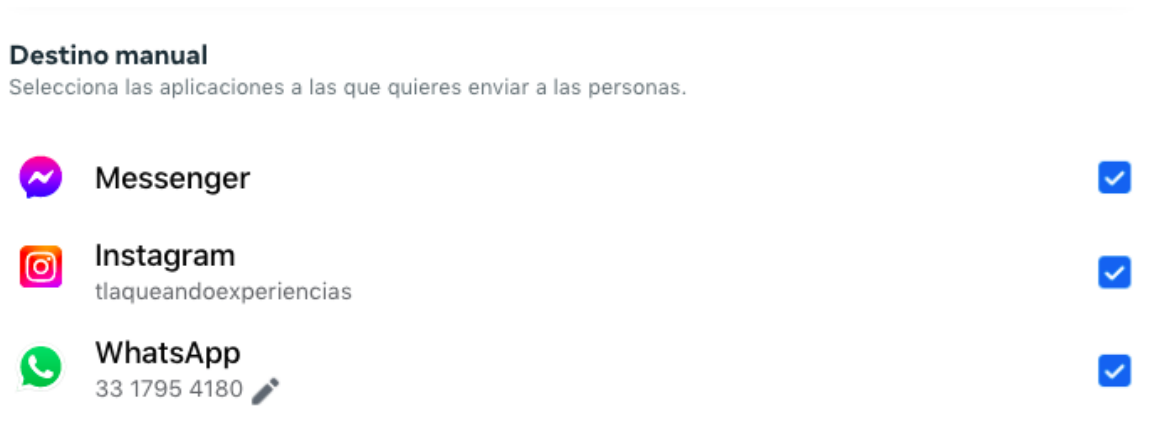 Destino manual
Selecciona las aplicaciones a las que quieres enviar a las personas.
Messenger
Instagram
tlaqueandoexperiencias
WhatsApp
33 1795 4180